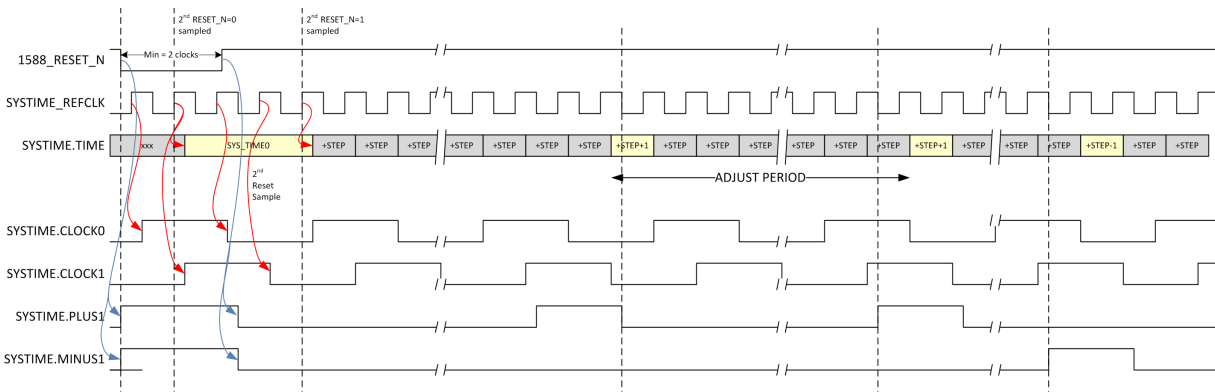 2nd RESET_N=0
sampled
2nd RESET_N=1
sampled
1588_RESET_N
Min = 2 clocks
SYSTIME_REFCLK
SYSTIME.TIME
xxx
SYS_TIME0
+STEP
+STEP
+STEP
+STEP
+STEP
+STEP
+STEP
+STEP+1
+STEP
+STEP
+STEP
+STEP
+STEP
+STEP
+STEP+1
+STEP
+STEP
+STEP
+STEP-1
+STEP
+STEP
2nd
Reset
Sample
ADJUST PERIOD
SYSTIME.CLOCK0
SYSTIME.CLOCK1
SYSTIME.PLUS1
SYSTIME.MINUS1